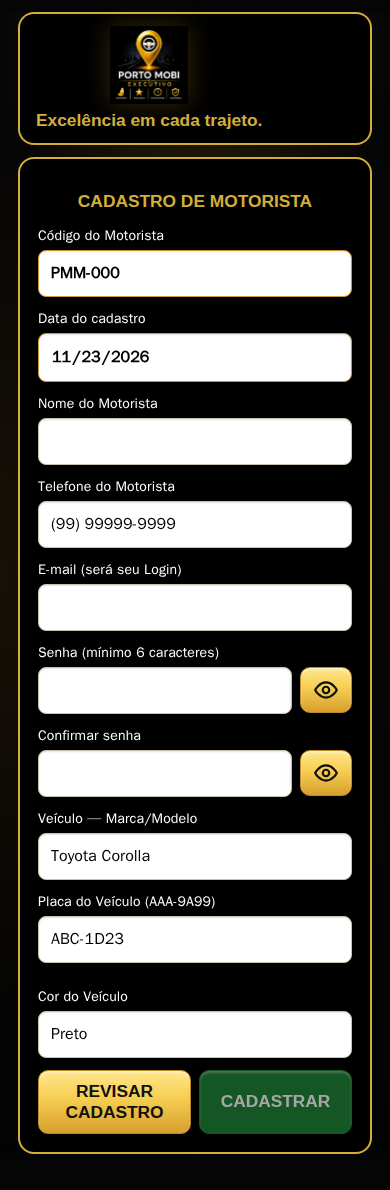 PORTO MOBI
EXECUTIVO
Excelência em cada trajeto.
CADASTRO DE MOTORISTA
Código do Motorista
PMM-000
Data do cadastro
11/23/2026
Nome do Motorista
Telefone do Motorista
(99) 99999-9999
E-mail (será seu Login)
Senha (mínimo 6 caracteres)
Confirmar senha
Veículo — Marca/Modelo
Toyota Corolla
Placa do Veículo (AAA-9A99)
ABC-1D23
Cor do Veículo
Preto
REVISAR
CADASTRO
CADASTRAR